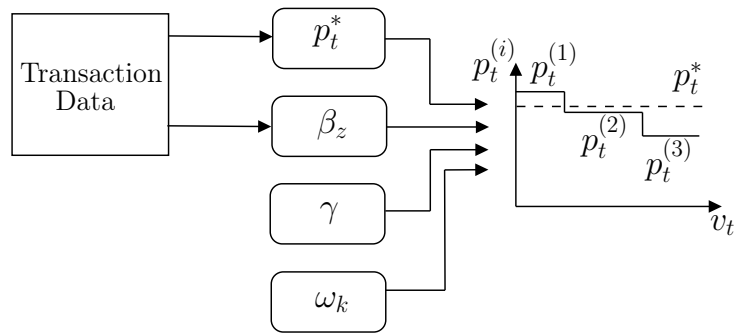 Transaction
Data
p_t^*
β_z
γ
ω_k
p_t^{(i)}
p_t^{(1)}
p_t^*
p_t^{(2)}
p_t^{(3)}
v_t